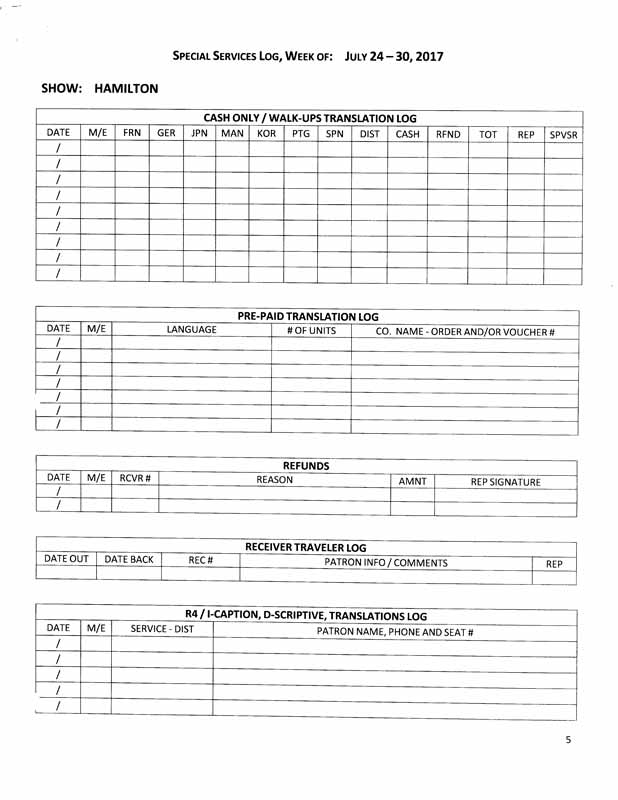 SPECIAL SERVICES LOG, WEEK OF: JULY 24 – 30, 2017
SHOW: HAMILTON
CASH ONLY / WALK-UPS TRANSLATION LOG
DATE M/E FRN GER JPN MAN KOR PTG SPN DIST CASH RFND TOT REP SPVSR
/
/
/
/
/
/
/
/
/
PRE-PAID TRANSLATION LOG
DATE M/E LANGUAGE # OF UNITS CO. NAME - ORDER AND/OR VOUCHER #
/
/
/
/
/
/
/
REFUNDS
DATE M/E RCVR # REASON AMNT REP SIGNATURE
/
/
RECEIVER TRAVELER LOG
DATE OUT DATE BACK REC # PATRON INFO / COMMENTS REP
R4 / I-CAPTION, D-SCRIPTIVE, TRANSLATIONS LOG
DATE M/E SERVICE - DIST PATRON NAME, PHONE AND SEAT #
/
/
/
/
/
5